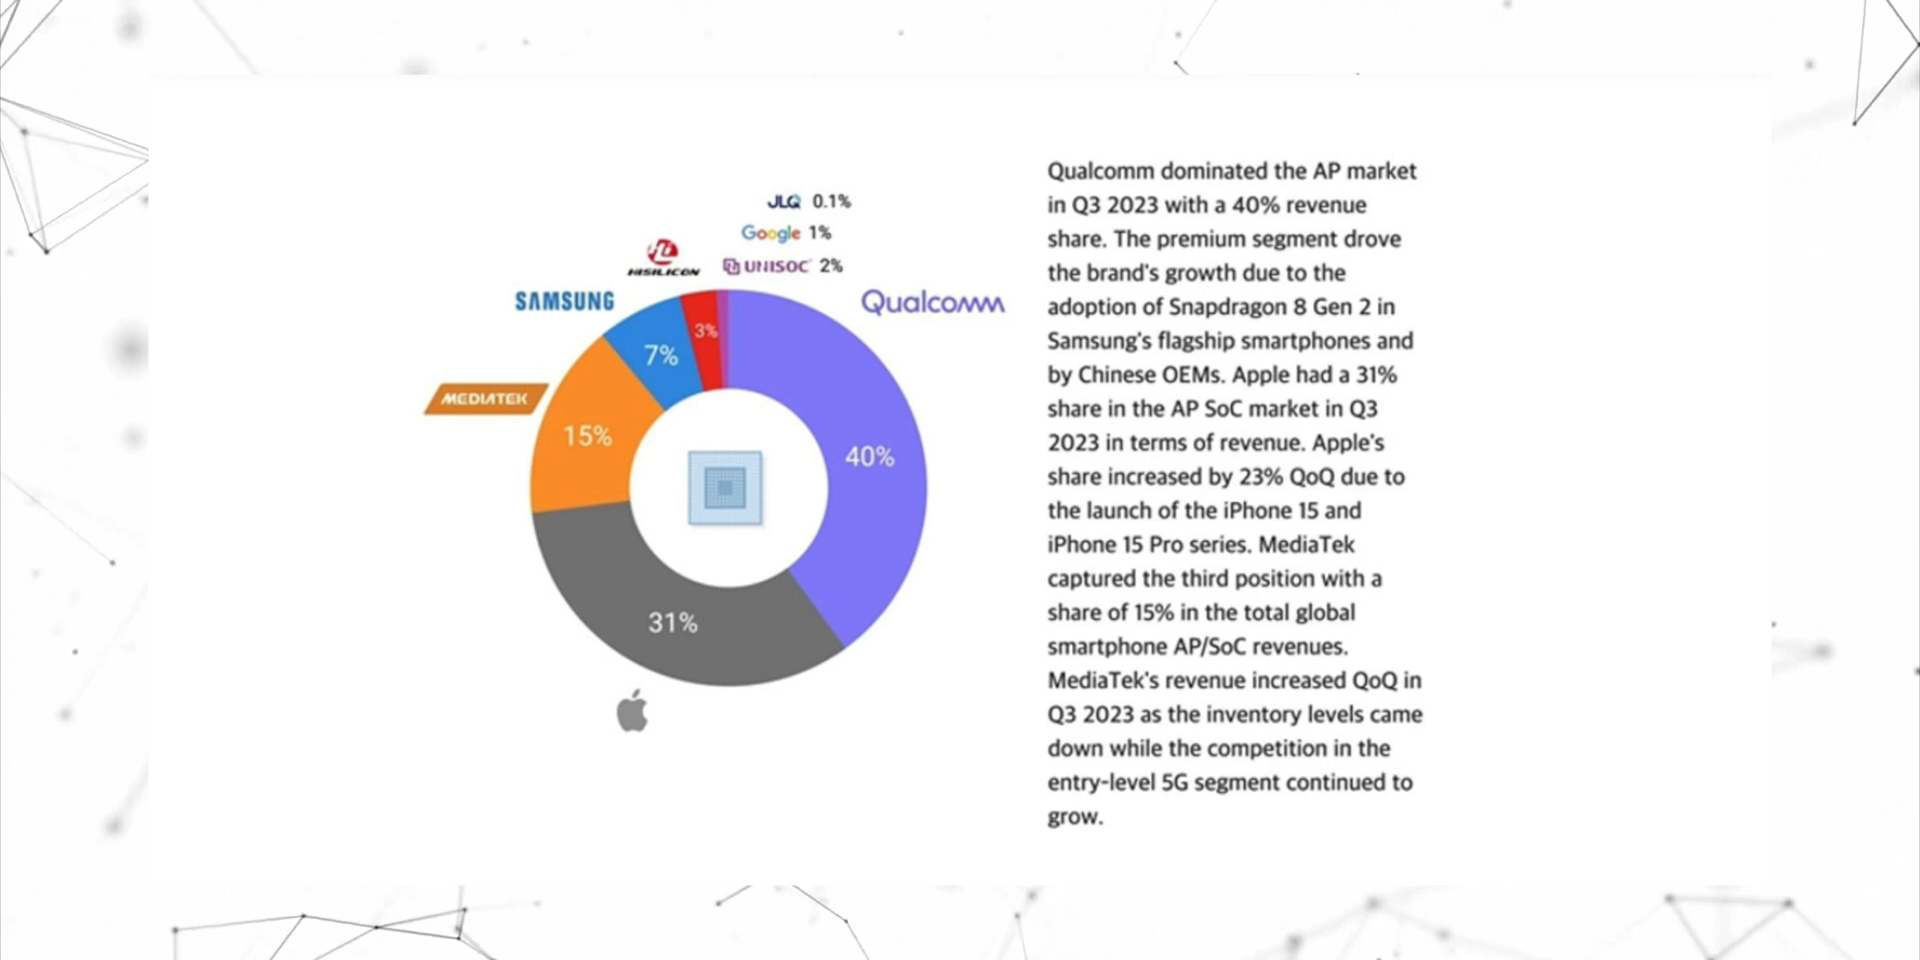 JLQ 0.1%
Google 1%
HISILICON
UNISOC 2%
SAMSUNG
Qualcomm
3%
7%
MEDIATEK
15%
40%
31%
Qualcomm dominated the AP market
in Q3 2023 with a 40% revenue
share. The premium segment drove
the brand's growth due to the
adoption of Snapdragon 8 Gen 2 in
Samsung's flagship smartphones and
by Chinese OEMs. Apple had a 31%
share in the AP SoC market in Q3
2023 in terms of revenue. Apple's
share increased by 23% QoQ due to
the launch of the iPhone 15 and
iPhone 15 Pro series. MediaTek
captured the third position with a
share of 15% in the total global
smartphone AP/SoC revenues.
MediaTek's revenue increased QoQ in
Q3 2023 as the inventory levels came
down while the competition in the
entry-level 5G segment continued to
grow.